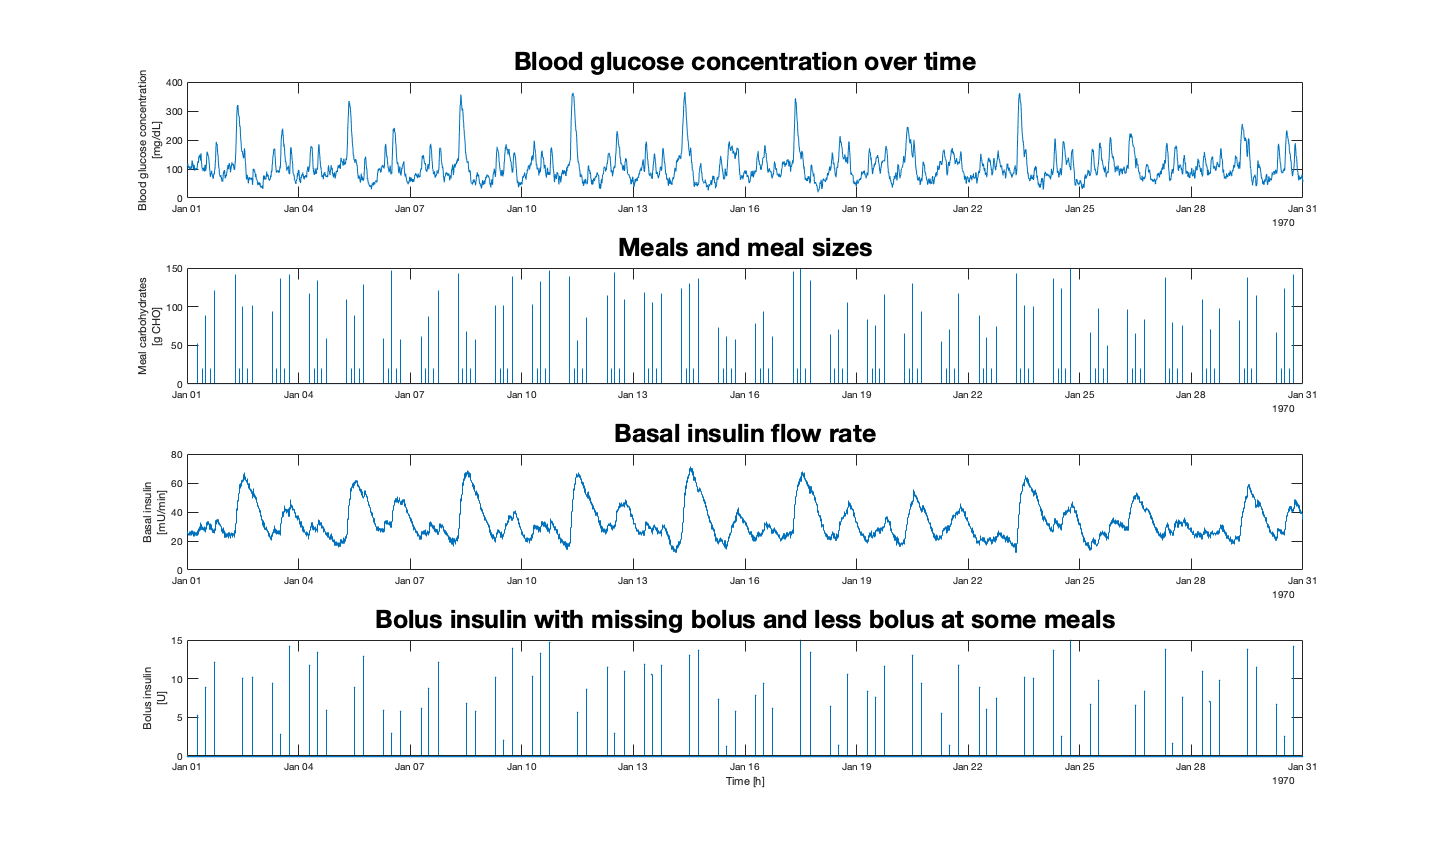 Blood glucose concentration over time
Blood glucose concentration
[mg/dL]
400
300
200
100
0
Jan 01 Jan 04 Jan 07 Jan 10 Jan 13 Jan 16 Jan 19 Jan 22 Jan 25 Jan 28 Jan 31
1970
Meals and meal sizes
Meal carbohydrates
[g CHO]
150
100
50
0
Jan 01 Jan 04 Jan 07 Jan 10 Jan 13 Jan 16 Jan 19 Jan 22 Jan 25 Jan 28 Jan 31
1970
Basal insulin flow rate
Basal insulin
[mU/min]
80
60
40
20
0
Jan 01 Jan 04 Jan 07 Jan 10 Jan 13 Jan 16 Jan 19 Jan 22 Jan 25 Jan 28 Jan 31
1970
Bolus insulin with missing bolus and less bolus at some meals
Bolus insulin
[U]
15
10
5
0
Jan 01 Jan 04 Jan 07 Jan 10 Jan 13 Jan 16 Jan 19 Jan 22 Jan 25 Jan 28 Jan 31
Time [h]
1970